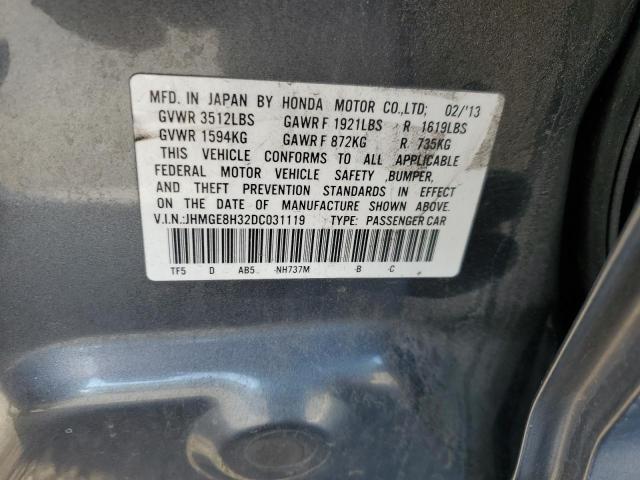 MFD. IN JAPAN BY HONDA MOTOR CO.,LTD; 02/'13
GVWR 3512LBS GAWR F 1921LBS R 1619LBS
GVWR 1594KG GAWR F 872KG R 735KG
THIS VEHICLE CONFORMS TO ALL APPLICABLE
FEDERAL MOTOR VEHICLE SAFETY ,BUMPER,
AND THEFT PREVENTION STANDARDS IN EFFECT
ON THE DATE OF MANUFACTURE SHOWN ABOVE.
V.I.N.:JHMGE8H32DC031119 TYPE: PASSENGER CAR
TF5 D AB5 -NH737M -B -C